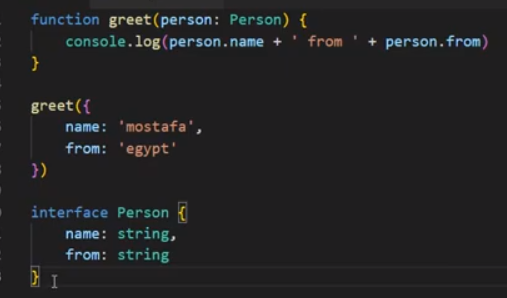 function greet(person: Person) {
    console.log(person.name + ' from ' + person.from)
}
greet({
    name: 'mostafa',
    from: 'egypt'
})
interface Person {
    name: string,
    from: string
}